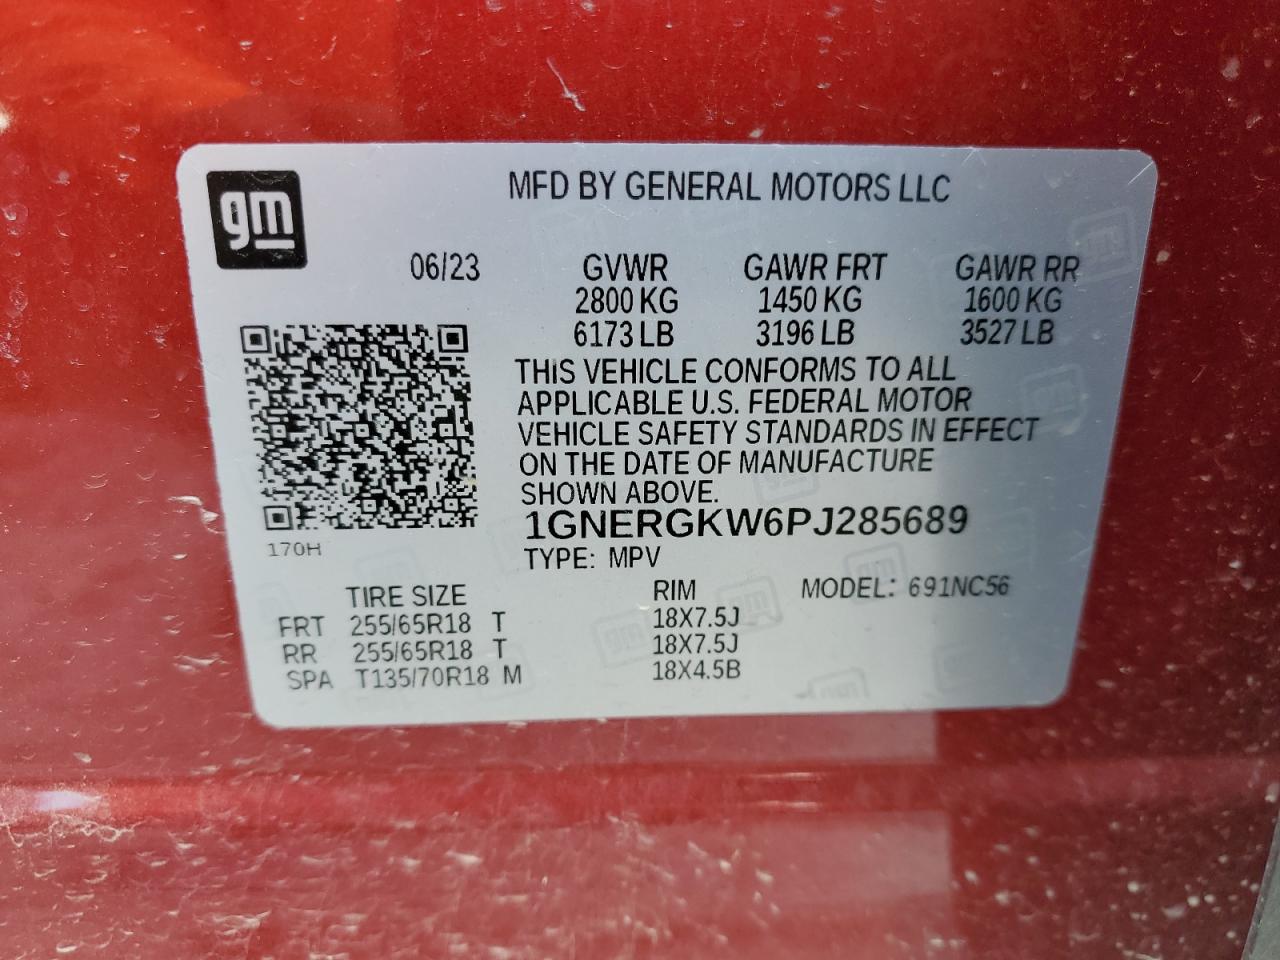 gm
MFD BY GENERAL MOTORS LLC
06/23 GVWR GAWR FRT GAWR RR
2800 KG 1450 KG 1600 KG
6173 LB 3196 LB 3527 LB
THIS VEHICLE CONFORMS TO ALL
APPLICABLE U.S. FEDERAL MOTOR
VEHICLE SAFETY STANDARDS IN EFFECT
ON THE DATE OF MANUFACTURE
SHOWN ABOVE.
1GNERGKW6PJ285689
170H
TYPE: MPV
TIRE SIZE RIM MODEL: 691NC56
FRT 255/65R18 T 18X7.5J
RR 255/65R18 T 18X7.5J
SPA T135/70R18 M 18X4.5B